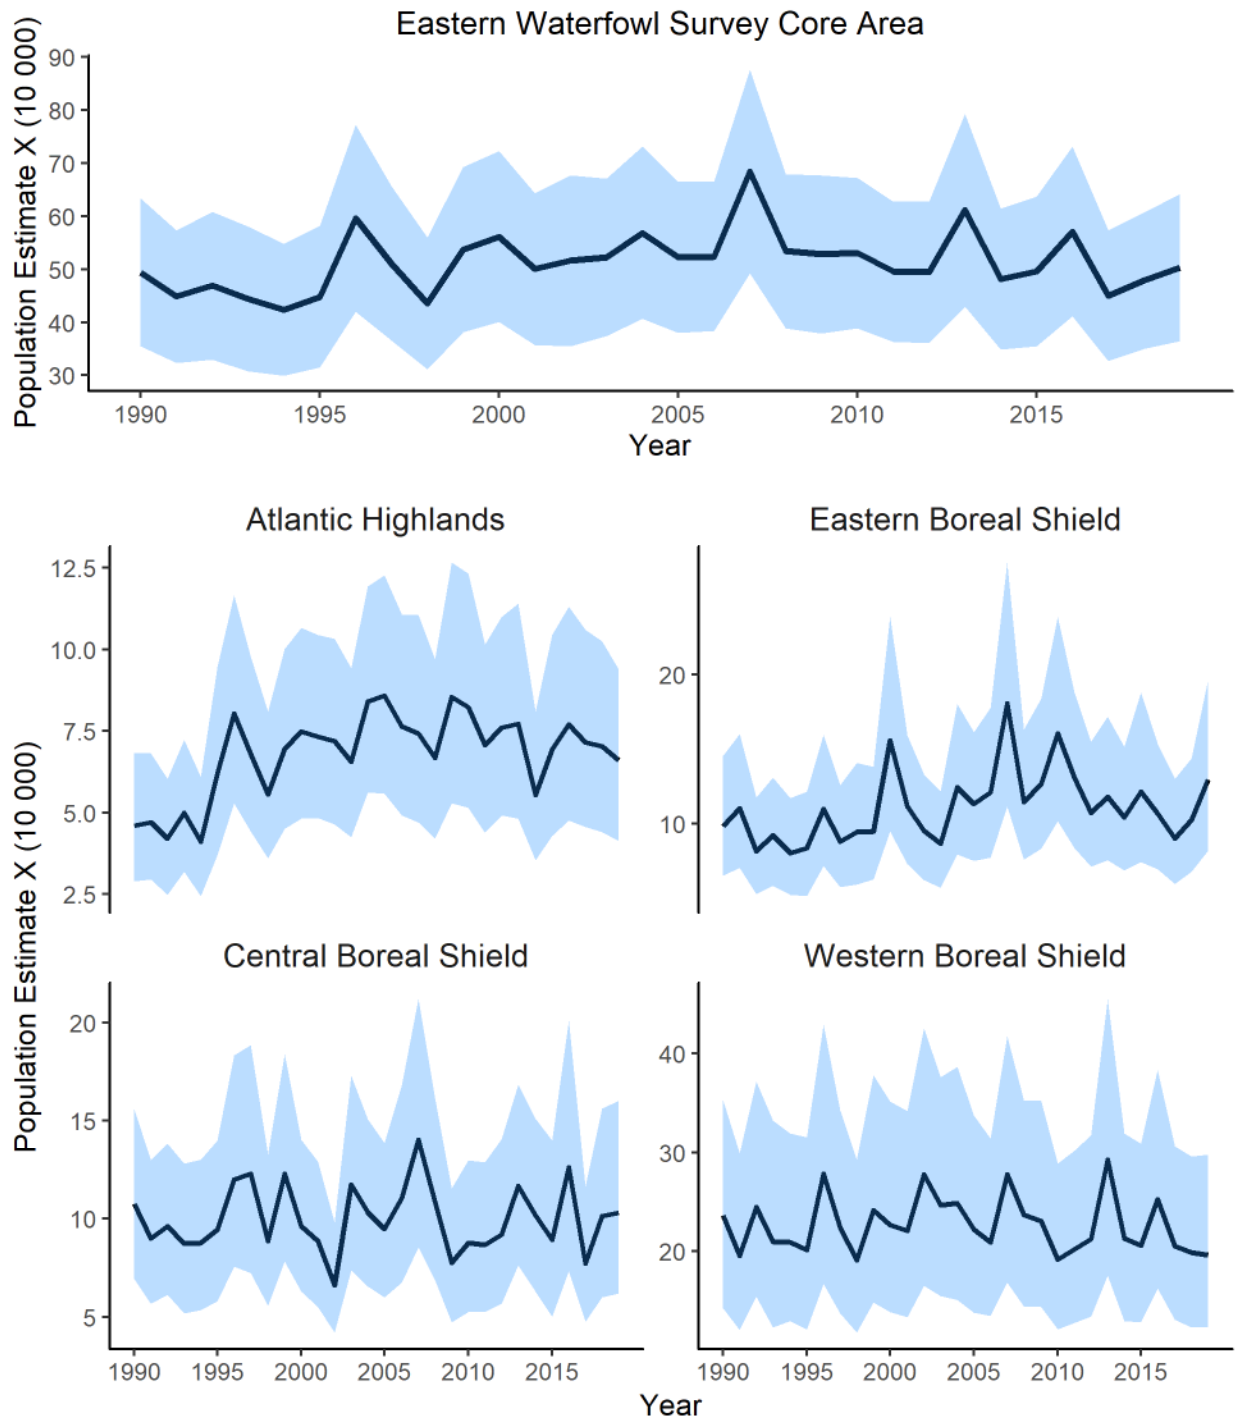 Eastern Waterfowl Survey Core Area
Population Estimate X (10 000)
90
80
70
60
50
40
30
1990 1995 2000 2005 2010 2015
Year
Population Estimate X (10 000)
Atlantic Highlands
12.5
10.0
7.5
5.0
2.5
Eastern Boreal Shield
20
10
Central Boreal Shield
20
15
10
5
1990 1995 2000 2005 2010 2015
Western Boreal Shield
40
30
20
1990 1995 2000 2005 2010 2015
Year